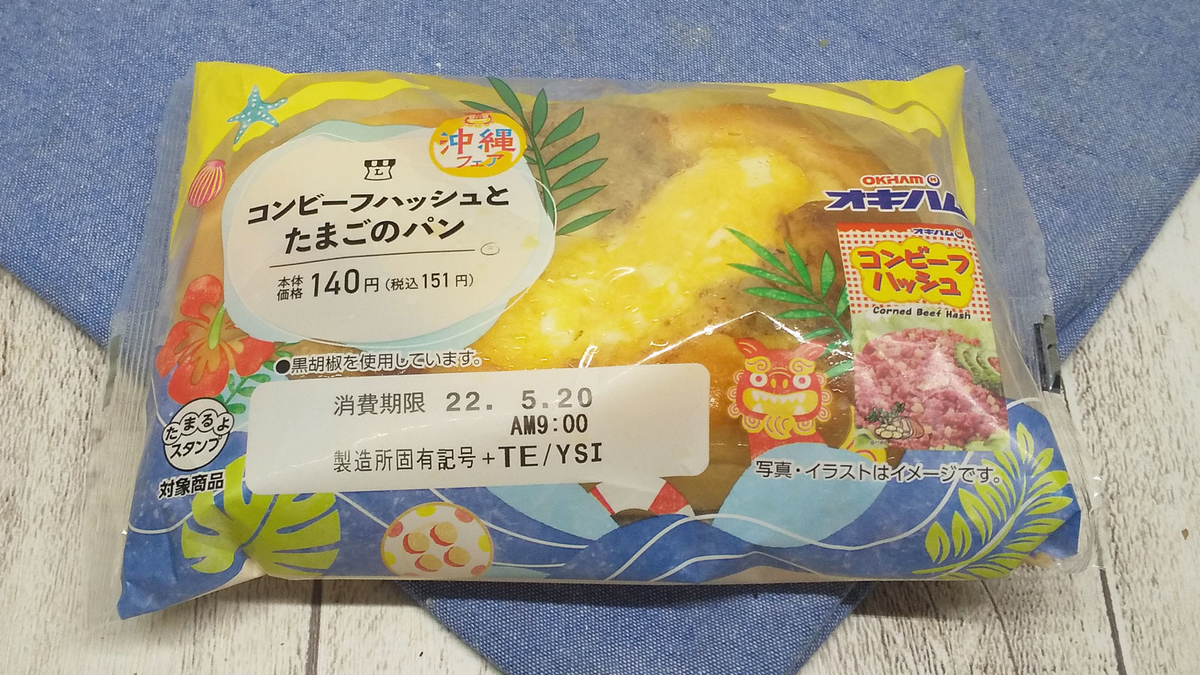 沖縄
フェア
L
コンビーフハッシュと
たまごのパン
本体
価格 140円 (税込151円)
●黒胡椒を使用しています。
消費期限 22. 5.20
AM9:00
製造所固有記号+TE/YSI
たまるよ
スタンプ
対象商品
OKIHAM
オキハム
オキハム
コンビーフ
ハッシュ
Corned Beef Hash
写真・イラストはイメージです。